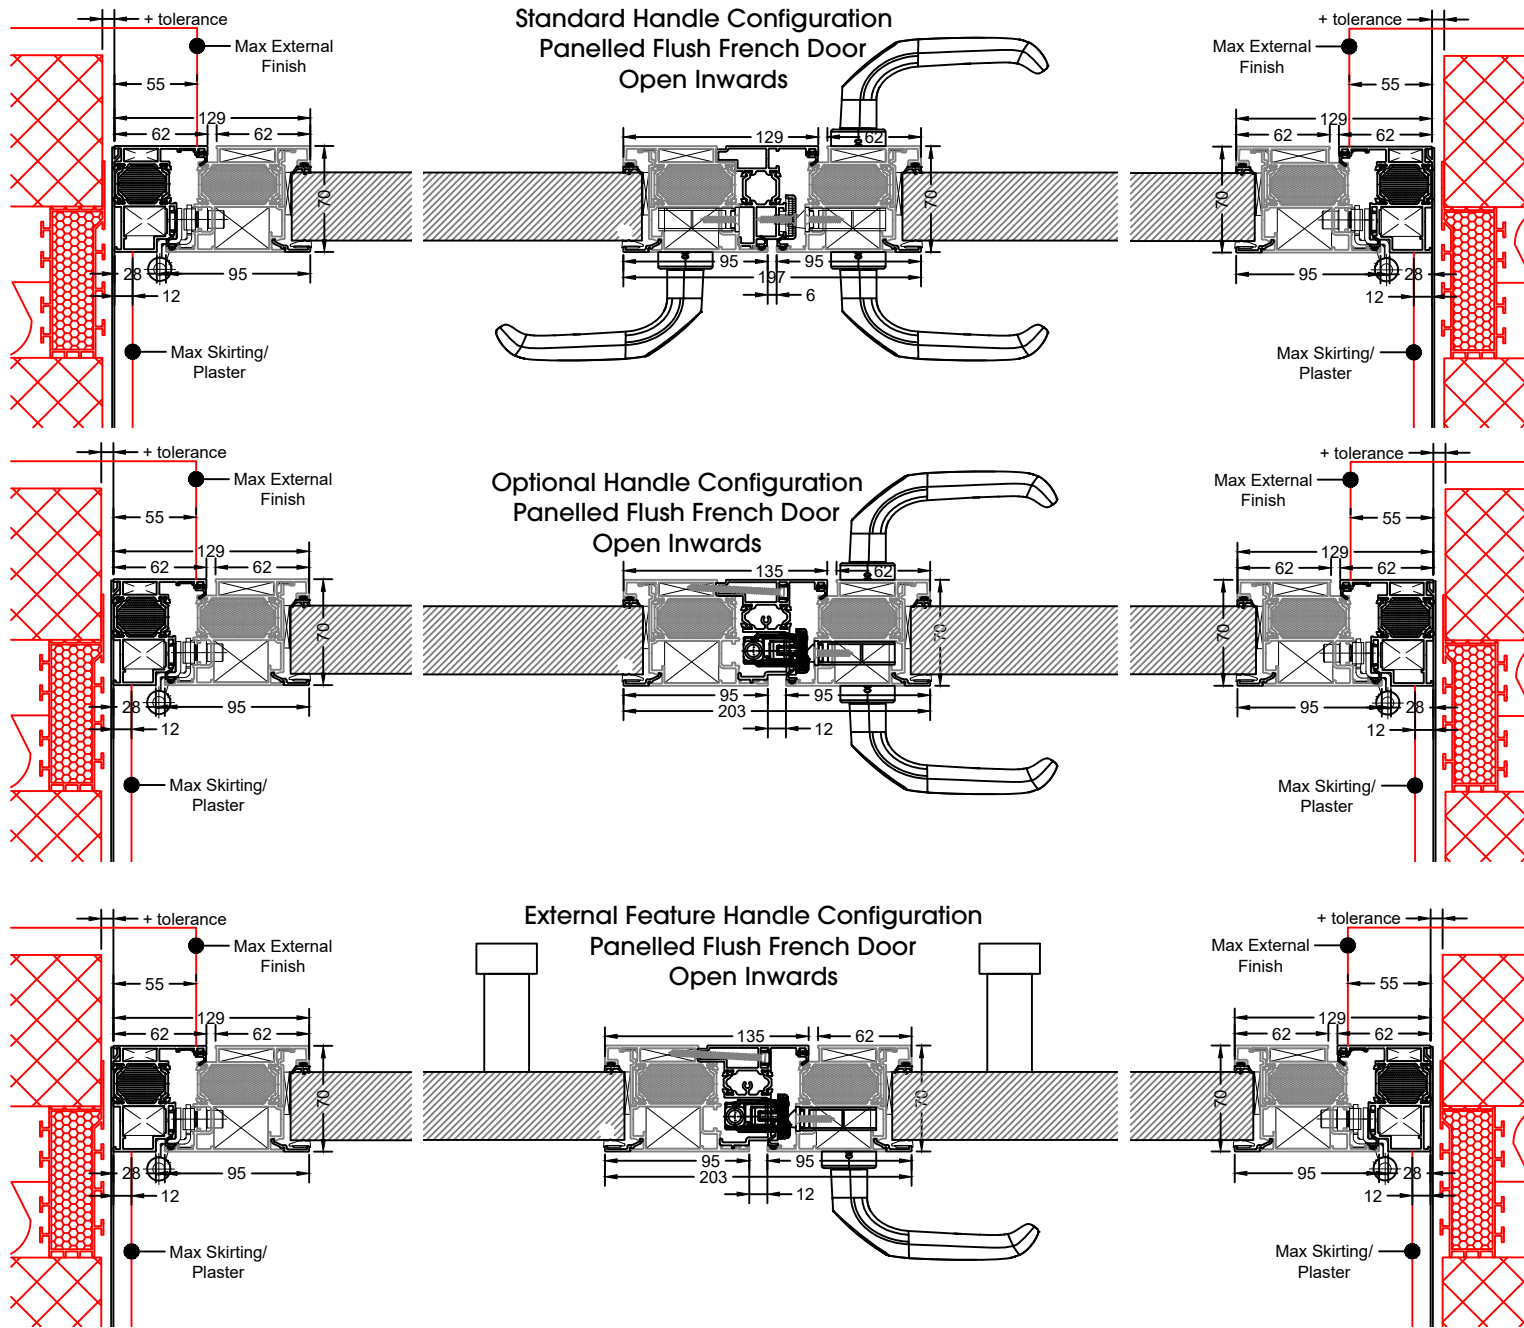 + tolerance
Standard Handle Configuration
Panelled Flush French Door
Open Inwards
+ tolerance
Max External
Finish
Max External
Finish
55
55
129
62
62
129
62
129
62
62
70
70
70
28
95
12
95
95
197
6
95
28
12
Max Skirting/
Plaster
Max Skirting/
Plaster
+ tolerance
Optional Handle Configuration
Panelled Flush French Door
Open Inwards
+ tolerance
Max External
Finish
Max External
Finish
55
55
129
62
62
135
62
129
62
62
70
70
70
28
95
12
95
95
203
12
95
28
12
Max Skirting/
Plaster
Max Skirting/
Plaster
+ tolerance
External Feature Handle Configuration
Panelled Flush French Door
Open Inwards
+ tolerance
Max External
Finish
Max External
Finish
55
55
129
62
62
135
62
129
62
62
70
70
70
28
95
12
95
95
203
12
95
28
12
Max Skirting/
Plaster
Max Skirting/
Plaster